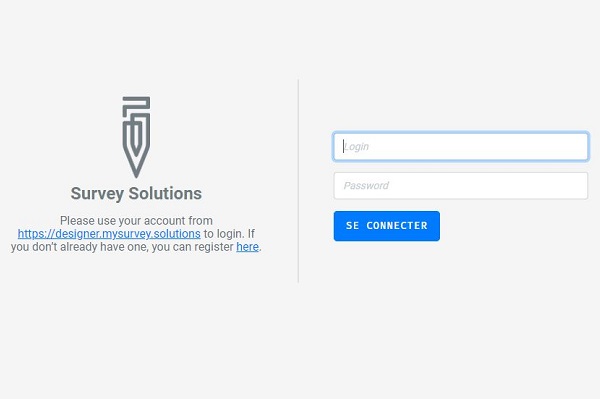 Survey Solutions
Please use your account from
https://designer.mysurvey.solutions to login. If
you don't already have one, you can register here.
Login
Password
SE CONNECTER